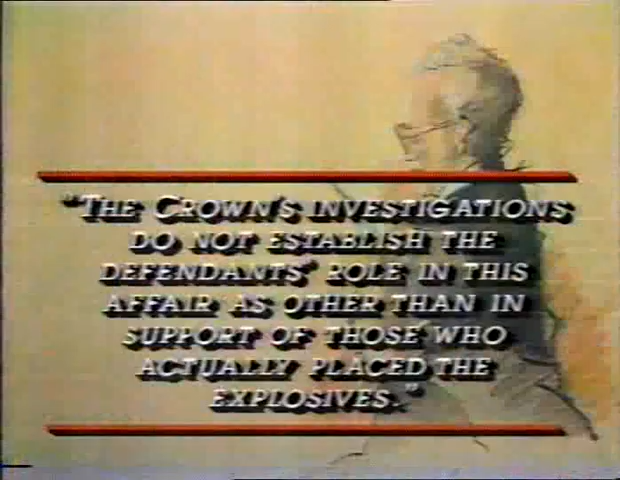 "THE CROWN'S INVESTIGATIONS
DO NOT ESTABLISH THE
DEFENDANTS' ROLE IN THIS
AFFAIR AS OTHER THAN IN
SUPPORT OF THOSE WHO
ACTUALLY PLACED THE
EXPLOSIVES."